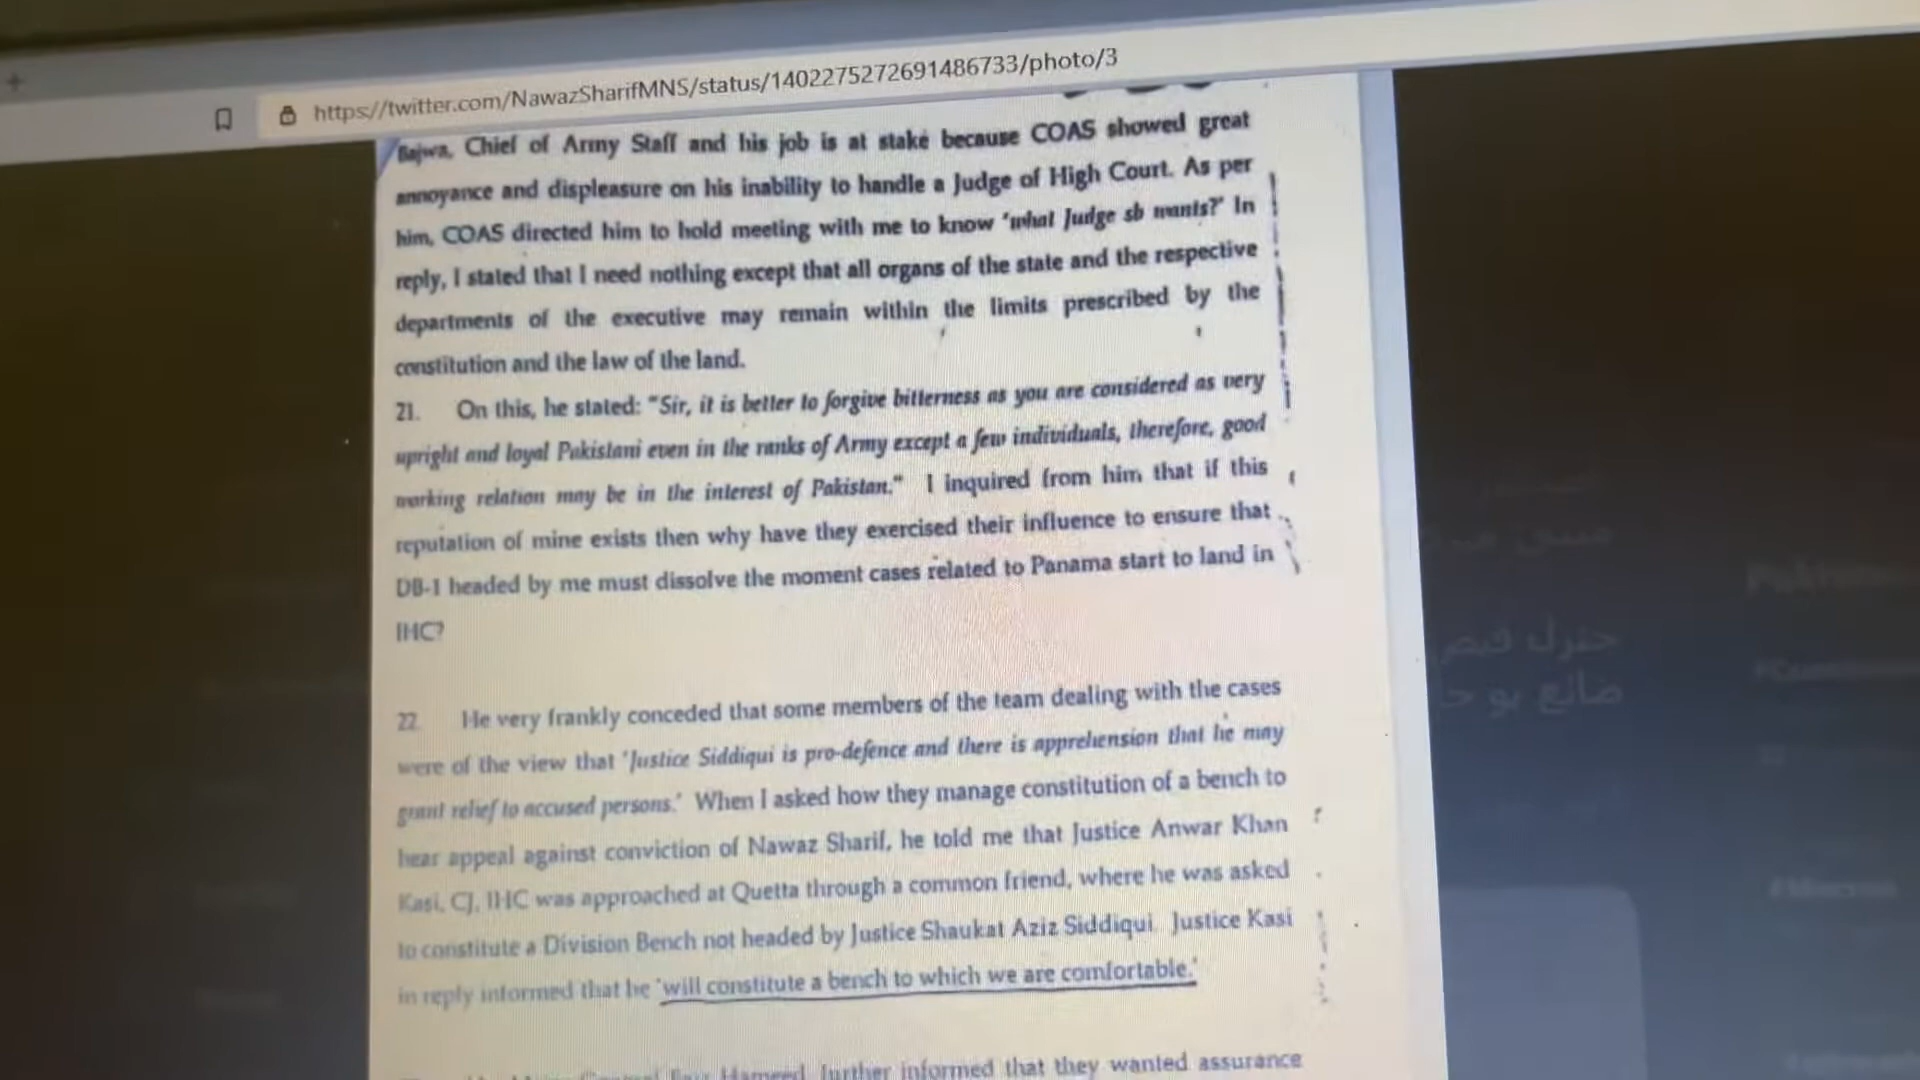 https://twitter.com/NawazSharifMNS/status/1402275272691486733/photo/3
Bajwa, Chief of Army Staff and his job is at stake because COAS showed great
annoyance and displeasure on his inability to handle a Judge of High Court. As per
him, COAS directed him to hold meeting with me to know 'what Judge sb wants?' In
reply, I stated that I need nothing except that all organs of the state and the respective
departments of the executive may remain within the limits prescribed by the
constitution and the law of the land.
21. On this, he stated: "Sir, it is better to forgive bitterness as you are considered as very
upright and loyal Pakistani even in the ranks of Army except a few individuals, therefore, good
working relation may be in the interest of Pakistan." I inquired from him that if this
reputation of mine exists then why have they exercised their influence to ensure that
DB-1 headed by me must dissolve the moment cases related to Panama start to land in
IHC?
22. He very frankly conceded that some members of the team dealing with the cases
were of the view that 'Justice Siddiqui is pro-defence and there is apprehension that he may
grant relief to accused persons.' When I asked how they manage constitution of a bench to
hear appeal against conviction of Nawaz Sharif, he told me that Justice Anwar Khan
Kasi, CJ, IHC was approached at Quetta through a common friend, where he was asked
to constitute a Division Bench not headed by Justice Shaukat Aziz Siddiqui. Justice Kasi
in reply informed that he 'will constitute a bench to which we are comfortable.'
Hameed further informed that they wanted assurance